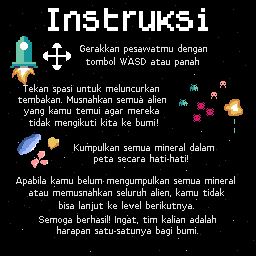 Instruksi
Gerakkan pesawatmu dengan
tombol WASD atau panah
Tekan spasi untuk meluncurkan
tembakan. Musnahkan semua alien
yang kamu temui agar mereka
tidak mengikuti kita ke bumi!
Kumpulkan semua mineral dalam
peta secara hati-hati!
Apabila kamu belum mengumpulkan semua mineral
atau memusnahkan seluruh alien, kamu tidak
bisa lanjut ke level berikutnya.
Semoga berhasil! Ingat, tim kalian adalah
harapan satu-satunya bagi bumi.